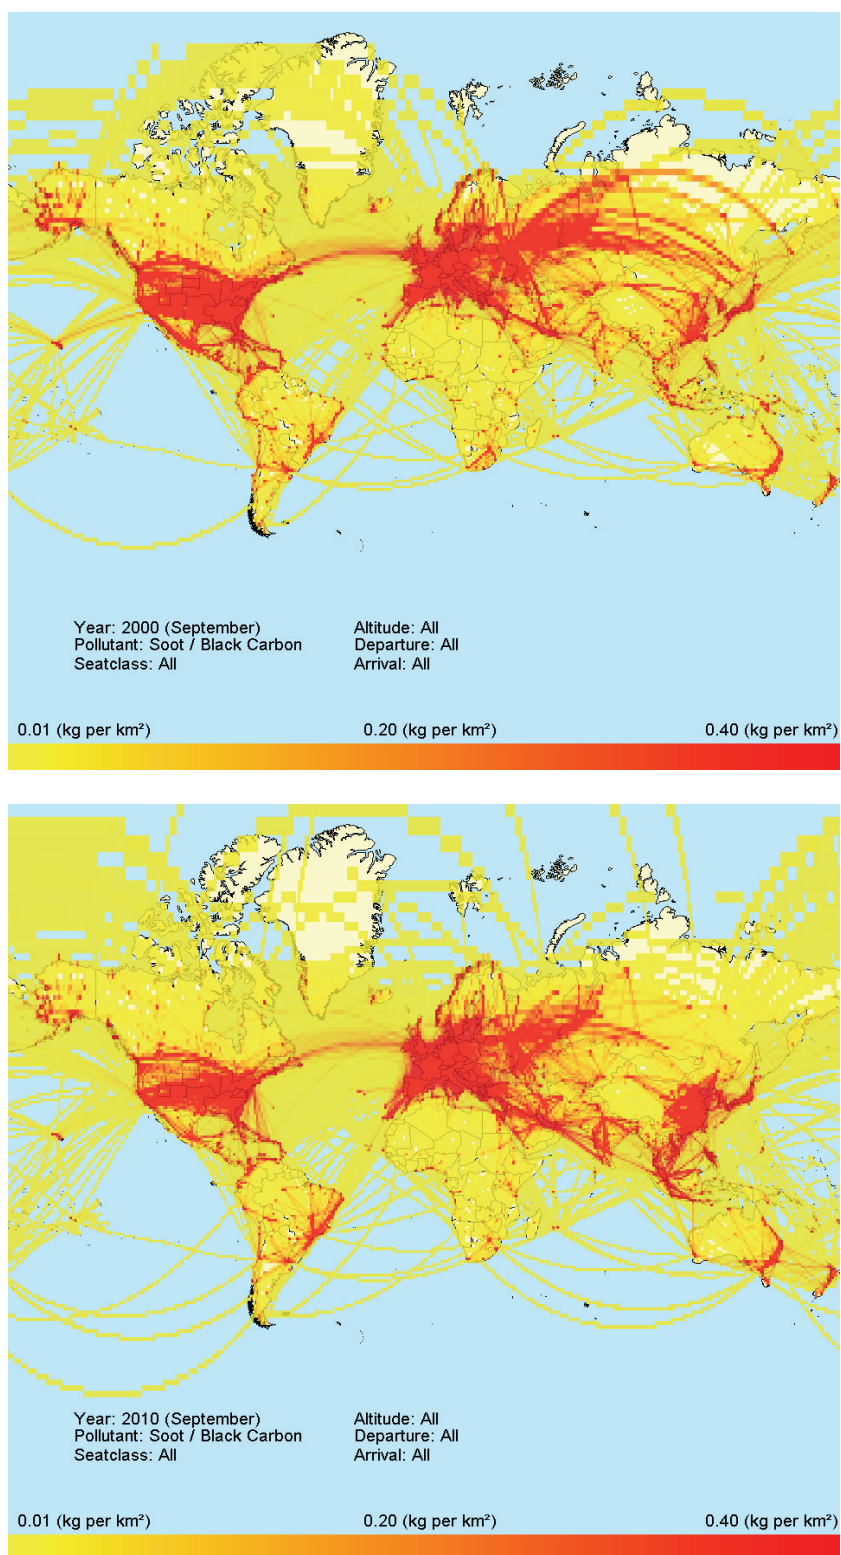 Year: 2000 (September) Altitude: All
Pollutant: Soot / Black Carbon Departure: All
Seatclass: All Arrival: All
0.01 (kg per km²) 0.20 (kg per km²) 0.40 (kg per km²)
Year: 2010 (September) Altitude: All
Pollutant: Soot / Black Carbon Departure: All
Seatclass: All Arrival: All
0.01 (kg per km²) 0.20 (kg per km²) 0.40 (kg per km²)